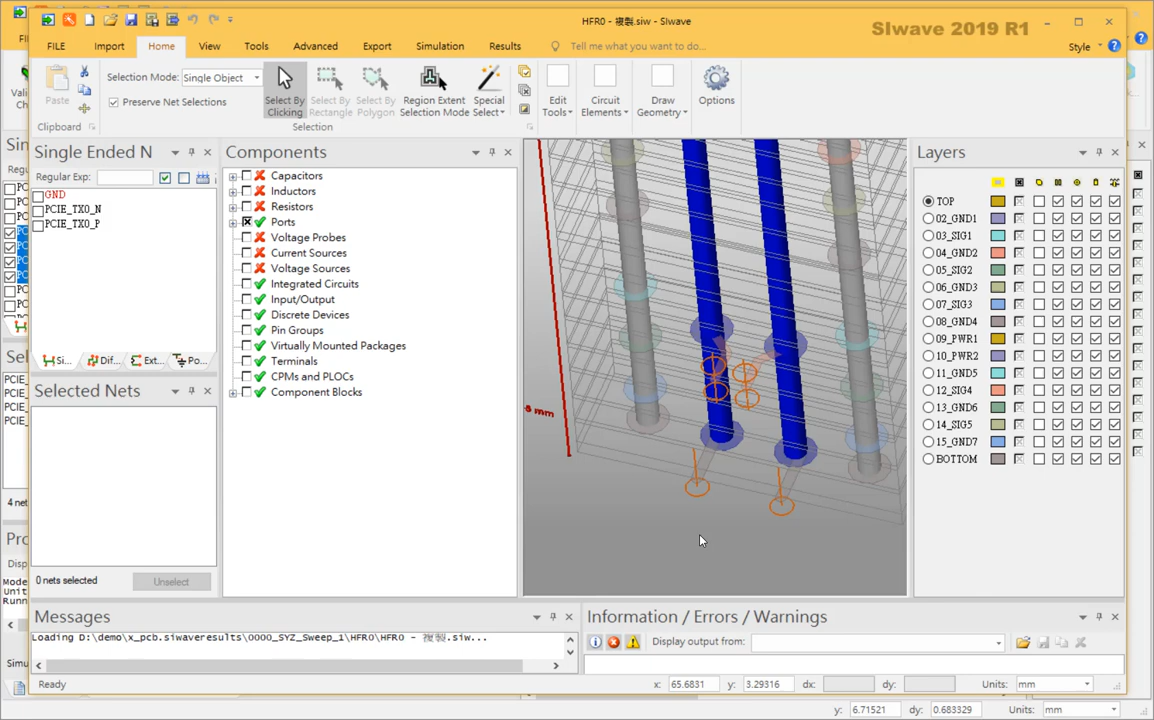 HFR0 - 複製.siw - SIwave
SIwave 2019 R1
FILE Import Home View Tools Advanced Export Simulation Results Tell me what you want to do... Style
Paste
Clipboard
Selection Mode: Single Object
Preserve Net Selections
Select By Clicking
Select By Rectangle
Select By Polygon
Region Extent Selection Mode
Special Select
Selection
Edit Tools
Circuit Elements
Draw Geometry
Options
Single Ended N
Regular Exp:
GND
PCIE_TX0_N
PCIE_TX0_P
Si... Dif... Ext... Po...
Selected Nets
0 nets selected Unselect
Components
Capacitors
Inductors
Resistors
Ports
Voltage Probes
Current Sources
Voltage Sources
Integrated Circuits
Input/Output
Discrete Devices
Pin Groups
Virtually Mounted Packages
Terminals
CPMs and PLOCs
Component Blocks
mm
Layers
TOP
02_GND1
03_SIG1
04_GND2
05_SIG2
06_GND3
07_SIG3
08_GND4
09_PWR1
10_PWR2
11_GND5
12_SIG4
13_GND6
14_SIG5
15_GND7
BOTTOM
Messages
Loading D:\demo\x_pcb.siwaveresults\0000_SYZ_Sweep_1\HFR0\HFR0 - 複製.siw...
Information / Errors / Warnings
Display output from:
Ready x: 65.6831 y: 3.29316 dx: dy: Units: mm
y: 6.71521 dy: 0.683329 Units: mm
4 net